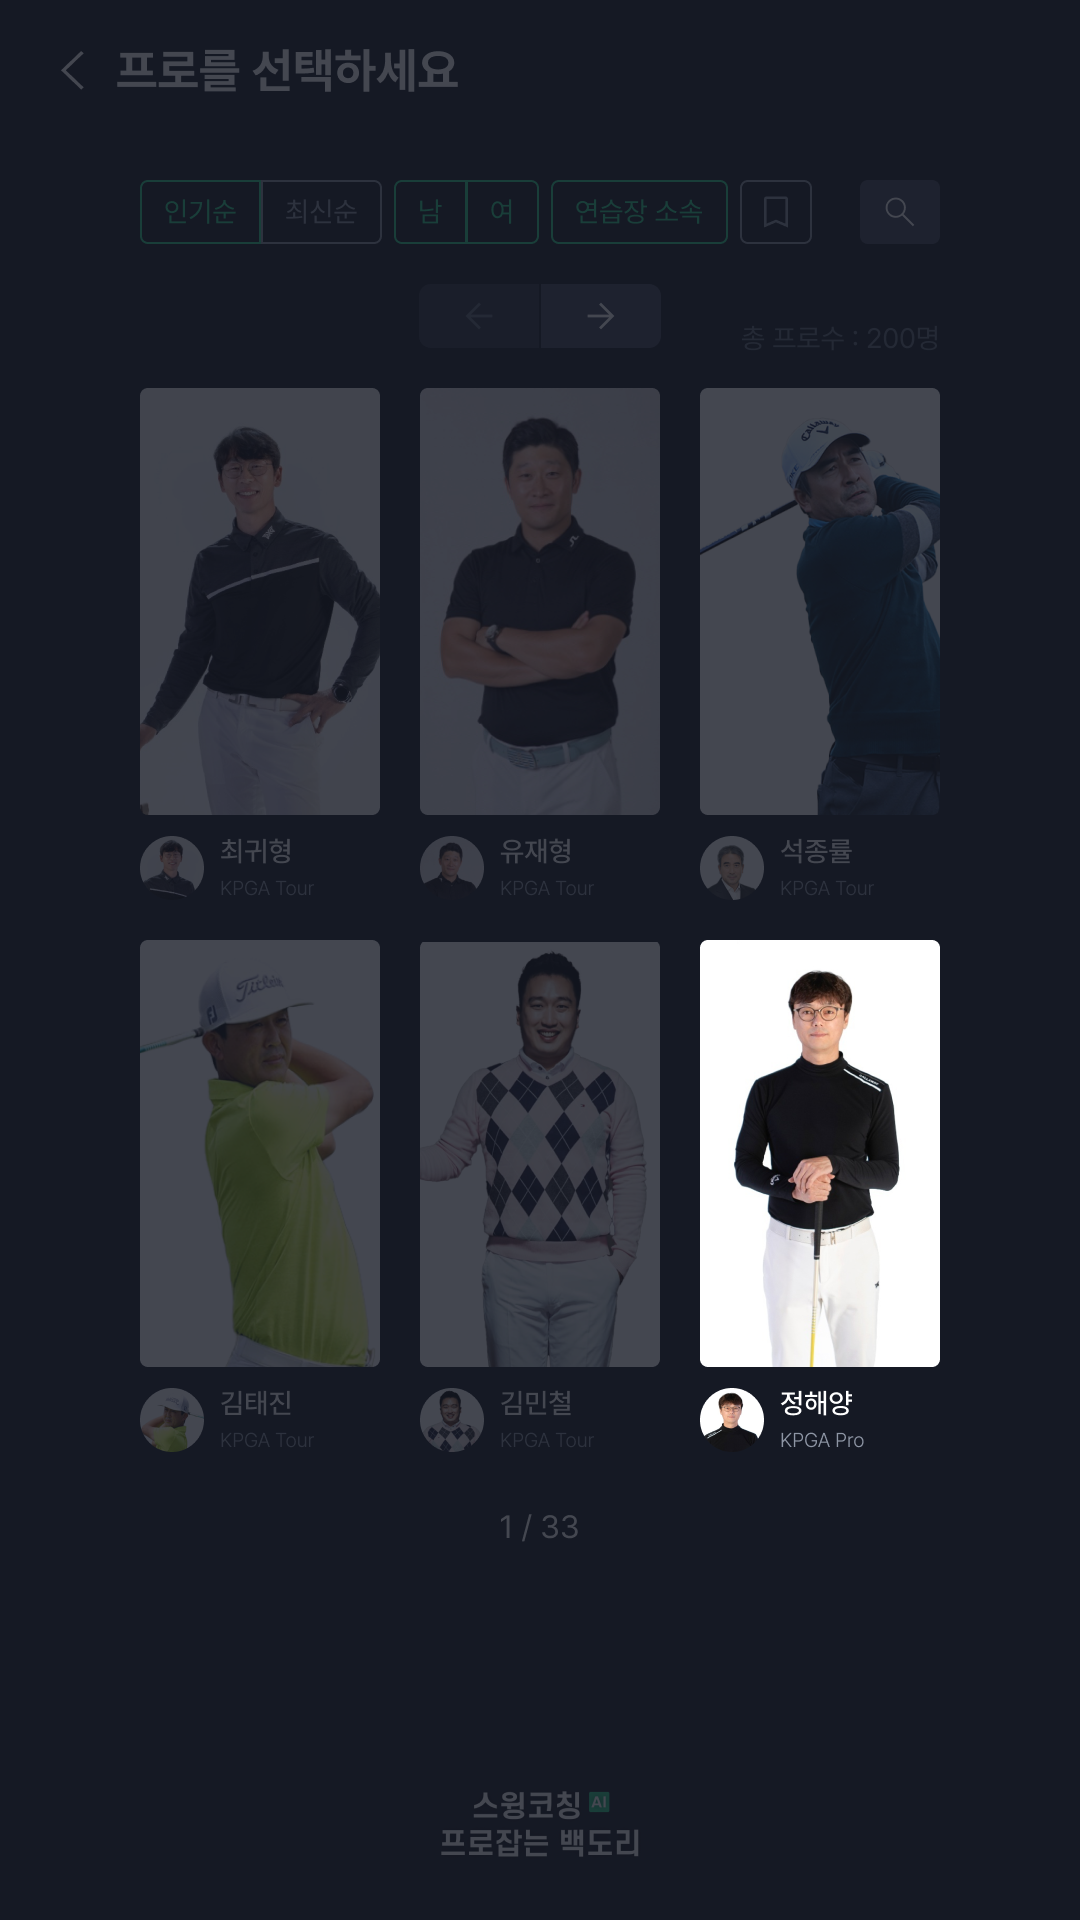 프로를 선택하세요
인기순 최신순 남 여 연습장 소속
총 프로수 : 200명
Callaway
최귀형
KPGA Tour
유재형
KPGA Tour
석종률
KPGA Tour
Titleist
FJ
김태진
KPGA Tour
김민철
KPGA Tour
정해양
KPGA Pro
1 / 33
스윙코칭 AI
프로잡는 백도리